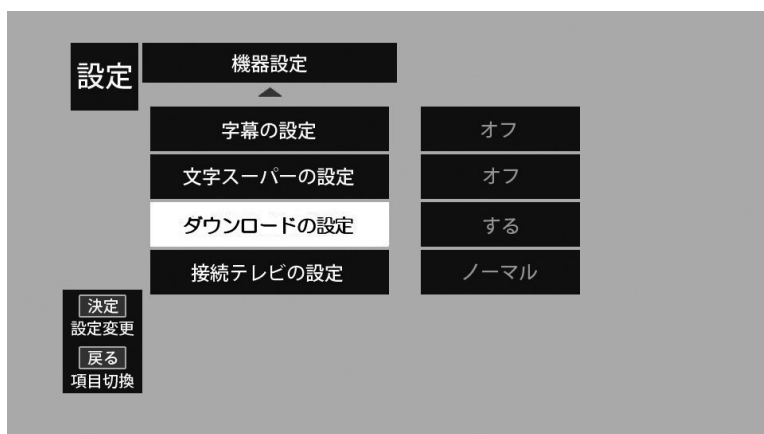 設定
機器設定
字幕の設定 オフ
文字スーパーの設定 オフ
ダウンロードの設定 する
接続テレビの設定 ノーマル
決定
設定変更
戻る
項目切換